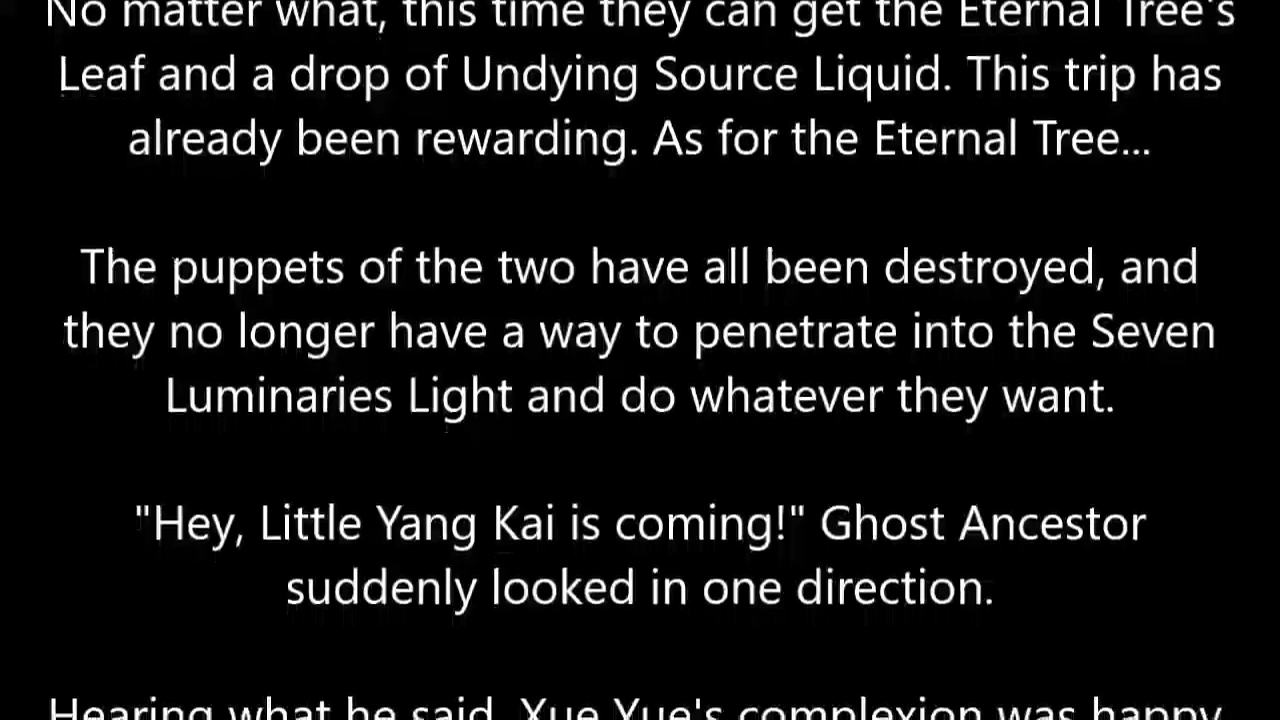 No matter what, this time they can get the Eternal Tree's
Leaf and a drop of Undying Source Liquid. This trip has
already been rewarding. As for the Eternal Tree...
The puppets of the two have all been destroyed, and
they no longer have a way to penetrate into the Seven
Luminaries Light and do whatever they want.
"Hey, Little Yang Kai is coming!" Ghost Ancestor
suddenly looked in one direction.
Hearing what he said, Xue Yue's complexion was happy